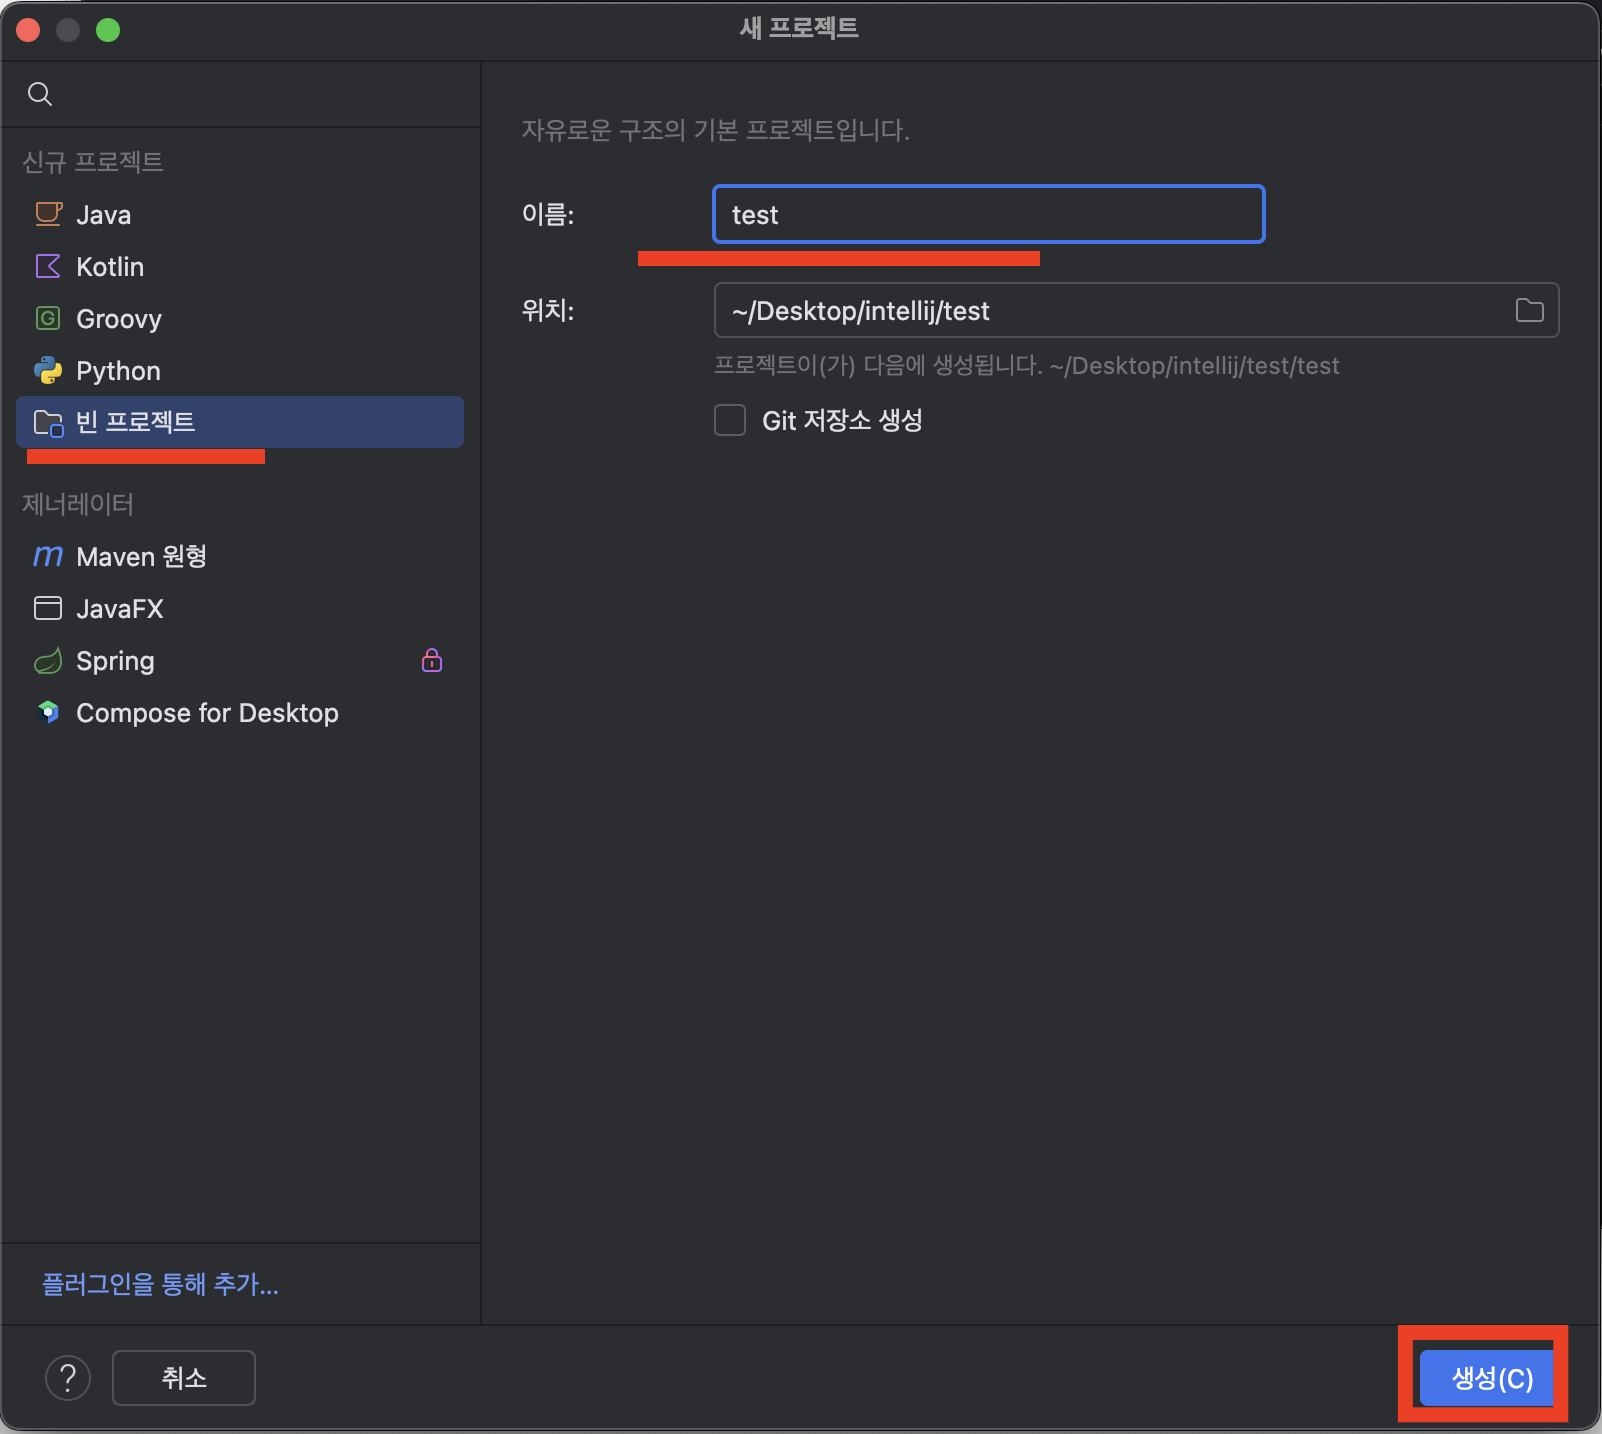 새 프로젝트
신규 프로젝트
Java
Kotlin
Groovy
Python
빈 프로젝트
제너레이터
Maven 원형
JavaFX
Spring
Compose for Desktop
플러그인을 통해 추가...
자유로운 구조의 기본 프로젝트입니다.
이름:
test
위치:
~/Desktop/intellij/test
프로젝트이(가) 다음에 생성됩니다. ~/Desktop/intellij/test/test
Git 저장소 생성
?
취소
생성(C)